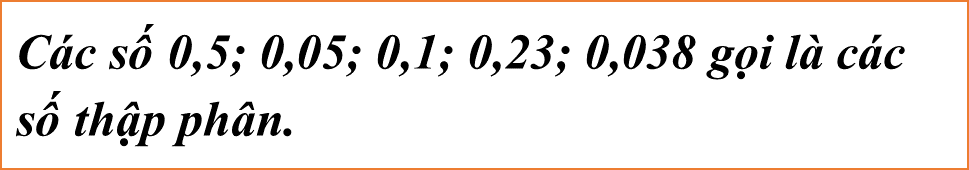 Các số 0,5; 0,05; 0,1; 0,23; 0,038 gọi là các
số thập phân.